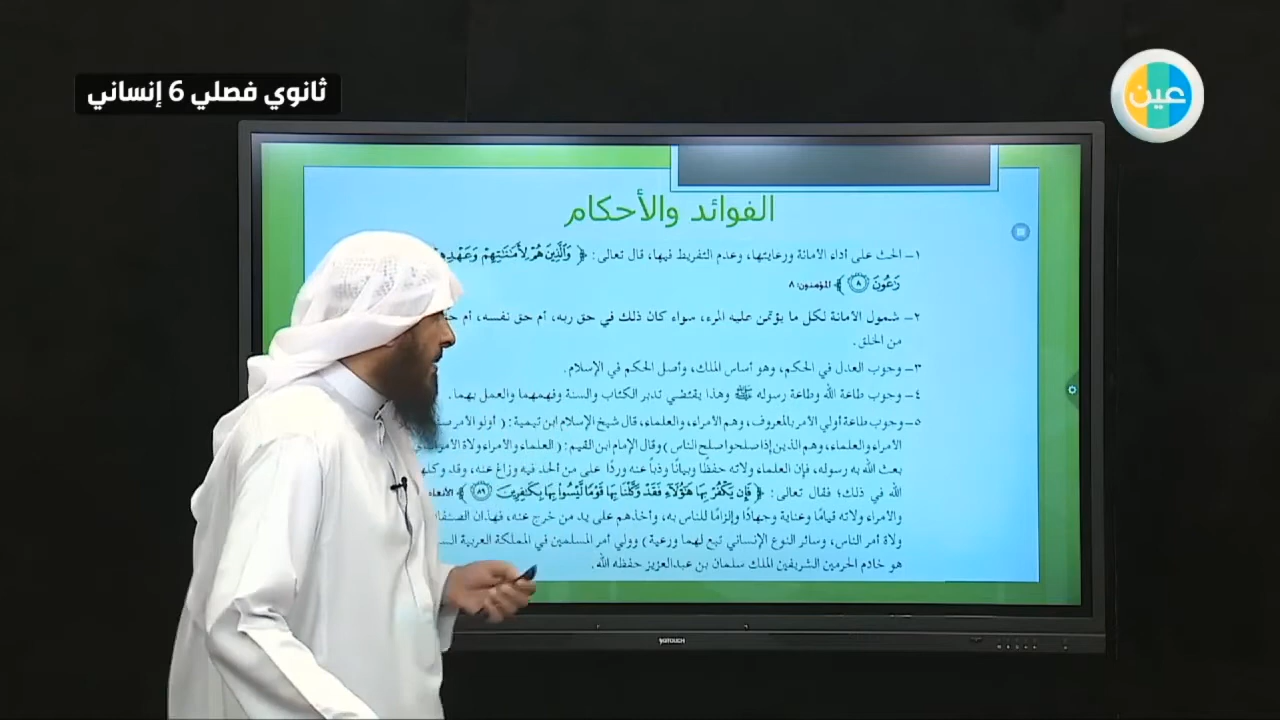 ثانوي فصلي 6 إنساني
عين
الفوائد والأحكام
١- الحث على أداء الأمانة ورعايتها، وعدم التفريط فيها، قال تعالى: ﴿ وَٱلَّذِينَ هُمْ لِأَمَٰنَٰتِهِمْ وَعَهْدِهِمْ
رَٰعُونَ ٨ ﴾ المؤمنون: ٨
٢- شمول الأمانة لكل ما يؤتمن عليه المرء، سواء كان ذلك في حق ربه، أم حق نفسه، أم
من الخلق.
٣- وجوب العدل في الحكم، وهو أساس الملك، وأصل الحكم في الإسلام.
٤- وجوب طاعة الله وطاعة رسوله ﷺ وهذا يقتضي تدبر الكتاب والسنة وفهمهما والعمل بهما.
٥- وجوب طاعة أولي الأمر بالمعروف، وهم الأمراء، والعلماء، قال شيخ الإسلام ابن تيمية: ( أولو الأمر
الأمراء والعلماء، وهم الذين إذا صلحوا صلح الناس ) وقال الإمام ابن القيم: ( العلماء والأمراء ولاة الأمر
بعث الله به رسوله، فإن العلماء ولاته حفظًا وبيانًا وذباً عنه وردًا على من ألحد فيه وزاغ عنه، وقد وكلهم
الله في ذلك؛ فقال تعالى: ﴿ فَإِن يَكْفُرْ بِهَا هَٰٓؤُلَآءِ فَقَدْ وَكَّلْنَا بِهَا قَوْمًا لَّيْسُوا۟ بِهَا بِكَٰفِرِينَ ٨٩ ﴾ الأنعام
والأمراء ولاته قيامًا وعناية وجهادًا وإلزامًا للناس به، وأخذهم على يد من خرج عنه، فهذان الصنفان
ولاة أمر الناس، وسائر النوع الإنساني تبع لهما ورعية ) وولي أمر المسلمين في المملكة العربية
هو خادم الحرمين الشريفين الملك سلمان بن عبدالعزيز حفظه الله.